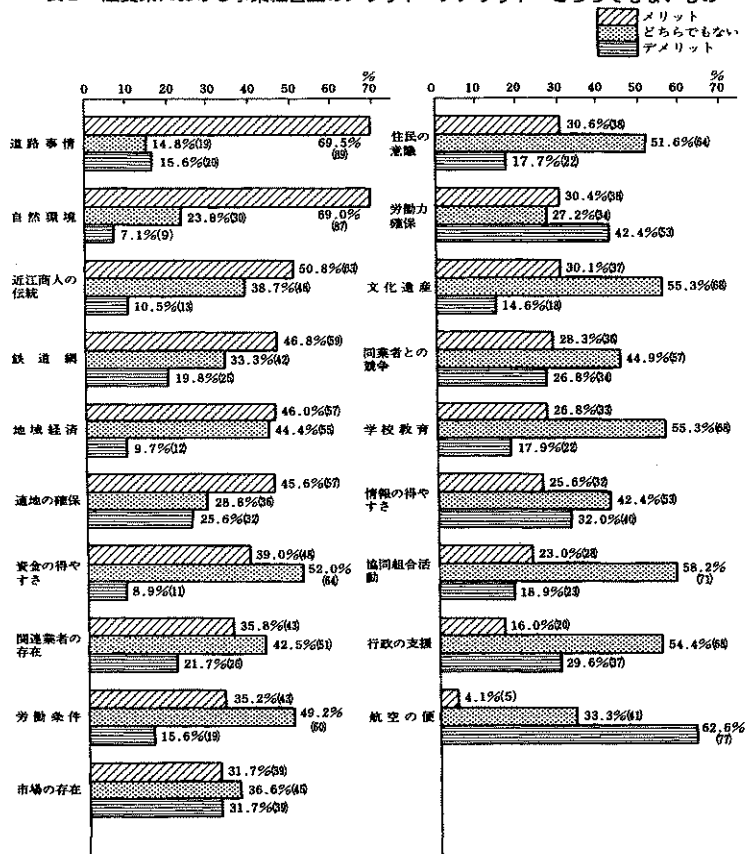 メリット
どちらでもない
デメリット
%
0 10 20 30 40 50 60 70
道路事情
69.5%
(89)
14.8%(19)
15.6%(20)
自然環境
69.0%
(87)
23.8%(30)
7.1%(9)
近江商人の
伝統
50.8%(63)
38.7%(48)
10.5%(13)
鉄道網
46.8%(59)
33.3%(42)
19.8%(25)
地域経済
46.0%(57)
44.4%(55)
9.7%(12)
適地の確保
45.6%(57)
28.8%(36)
25.6%(32)
資金の得や
すさ
39.0%(48)
52.0%
(64)
8.9%(11)
関連業者の
存在
35.8%(43)
42.5%(51)
21.7%(26)
労働条件
35.2%(43)
49.2%
(60)
15.6%(19)
市場の存在
31.7%(39)
36.6%(45)
31.7%(39)
%
0 10 20 30 40 50 60 70
住民の
意識
30.6%(38)
51.6%(64)
17.7%(22)
労働力
確保
30.4%(38)
27.2%(34)
42.4%(53)
文化遺産
30.1%(37)
55.3%(68)
14.6%(18)
同業者との
競争
28.3%(36)
44.9%(57)
26.8%(34)
学校教育
26.8%(33)
55.3%(68)
17.9%(22)
情報の得や
すさ
25.6%(32)
42.4%(53)
32.0%(40)
協同組合活
動
23.0%(28)
58.2%
(71)
18.9%(23)
行政の支援
16.0%(20)
54.4%(68)
29.6%(37)
航空の便
4.1%(5)
33.3%(41)
62.6%
(77)